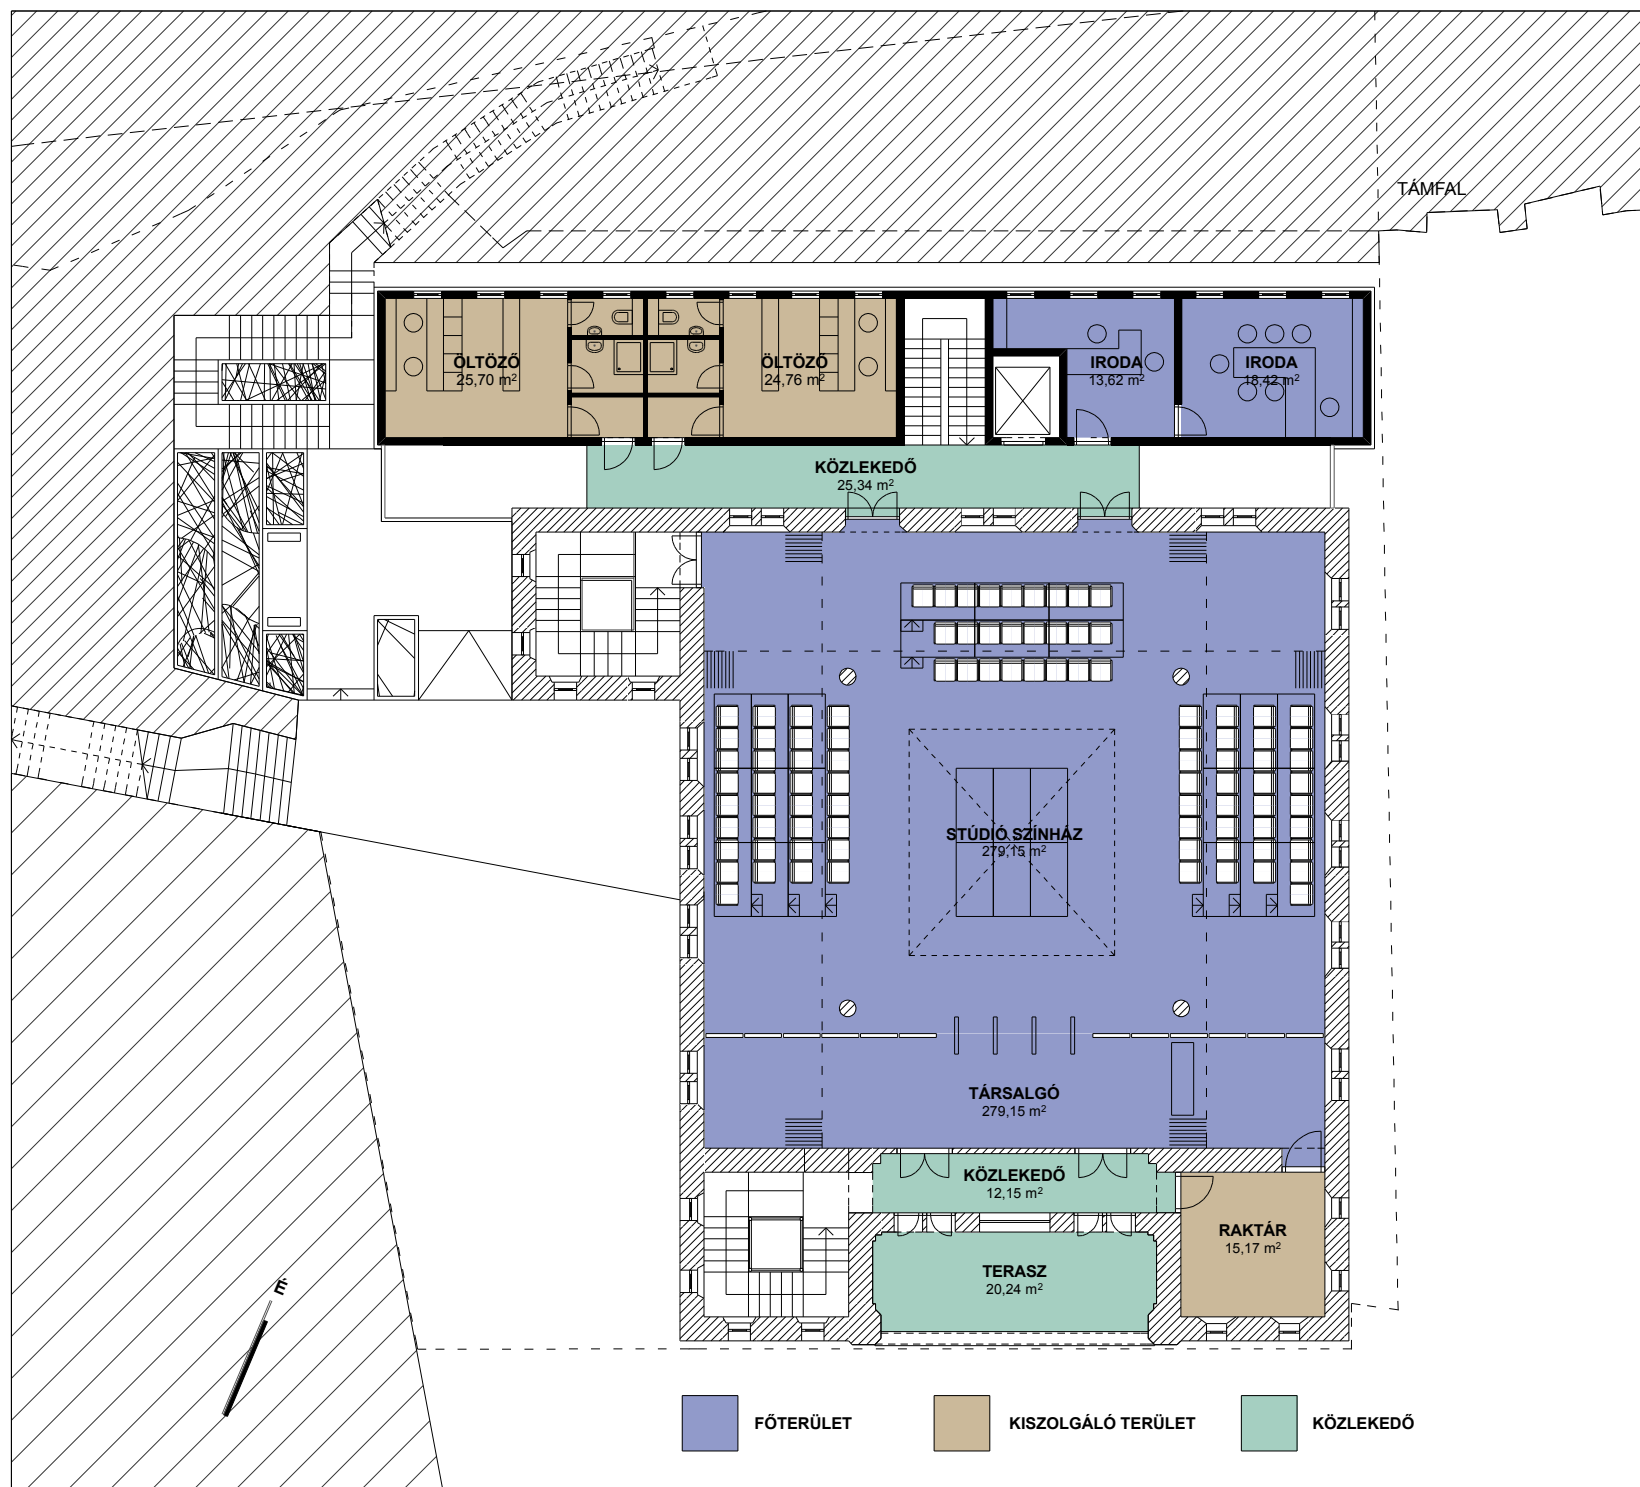 TÁMFAL
ÖLTÖZŐ
25,70 m²
ÖLTÖZŐ
24,76 m²
IRODA
13,62 m²
IRODA
18,42 m²
KÖZLEKEDŐ
25,34 m²
STÚDIÓ SZÍNHÁZ
279,15 m²
TÁRSALGÓ
279,15 m²
KÖZLEKEDŐ
12,15 m²
RAKTÁR
15,17 m²
TERASZ
20,24 m²
É
FŐTERÜLET
KISZOLGÁLÓ TERÜLET
KÖZLEKEDŐ